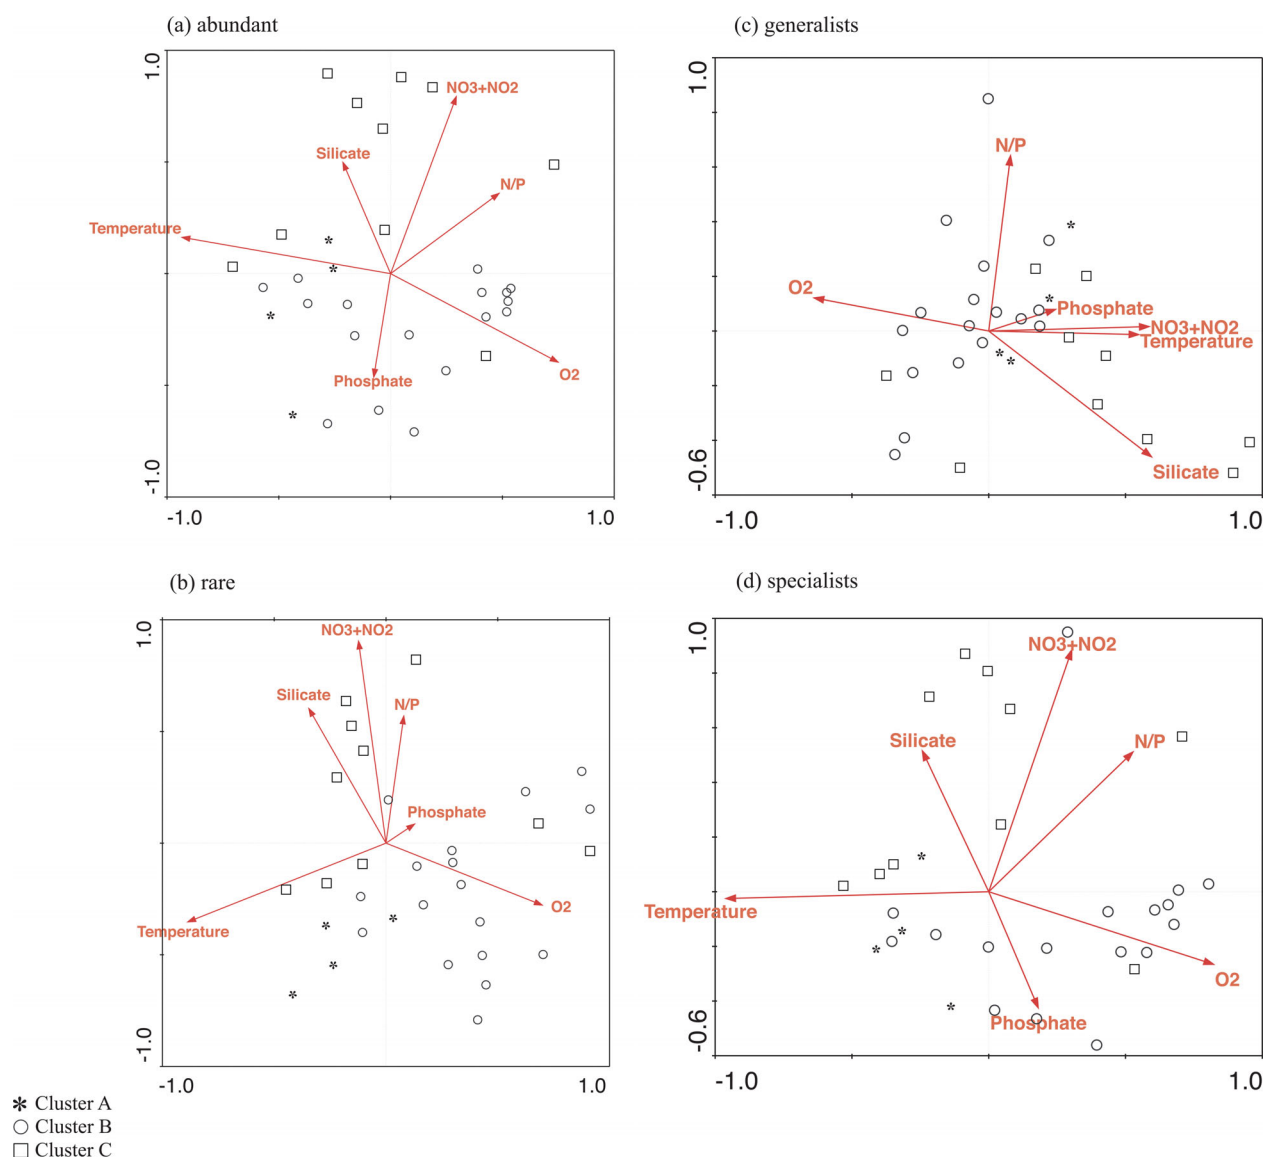 (a) abundant
1.0
NO3+NO2
Silicate
N/P
Temperature
Phosphate
O2
-1.0
-1.0
1.0
(c) generalists
1.0
N/P
O2
Phosphate
NO3+NO2
Temperature
Silicate
-0.6
-1.0
1.0
(b) rare
1.0
NO3+NO2
Silicate
N/P
Phosphate
O2
Temperature
-1.0
-1.0
1.0
(d) specialists
1.0
NO3+NO2
Silicate
N/P
Temperature
O2
Phosphate
-0.6
-1.0
1.0
* Cluster A
○ Cluster B
□ Cluster C